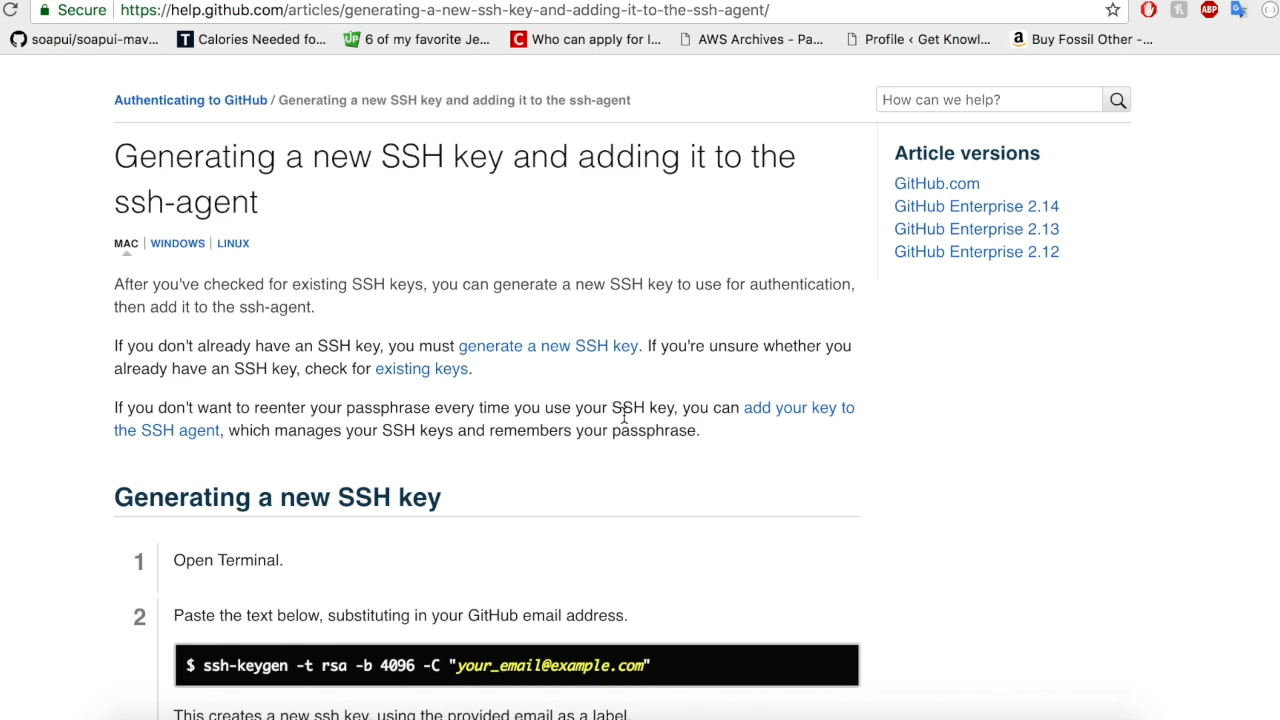 Secure https://help.github.com/articles/generating-a-new-ssh-key-and-adding-it-to-the-ssh-agent/
ABP
soapui/soapui-mav... T Calories Needed fo... UP 6 of my favorite Je... C Who can apply for I... AWS Archives - Pa... Profile ‹ Get Knowl... a Buy Fossil Other -...
Authenticating to GitHub / Generating a new SSH key and adding it to the ssh-agent
How can we help?
Generating a new SSH key and adding it to the
ssh-agent
MAC | WINDOWS | LINUX
After you've checked for existing SSH keys, you can generate a new SSH key to use for authentication,
then add it to the ssh-agent.
If you don't already have an SSH key, you must generate a new SSH key. If you're unsure whether you
already have an SSH key, check for existing keys.
If you don't want to reenter your passphrase every time you use your SSH key, you can add your key to
the SSH agent, which manages your SSH keys and remembers your passphrase.
Generating a new SSH key
1 Open Terminal.
2 Paste the text below, substituting in your GitHub email address.
$ ssh-keygen -t rsa -b 4096 -C "your_email@example.com"
This creates a new ssh key, using the provided email as a label.
Article versions
GitHub.com
GitHub Enterprise 2.14
GitHub Enterprise 2.13
GitHub Enterprise 2.12